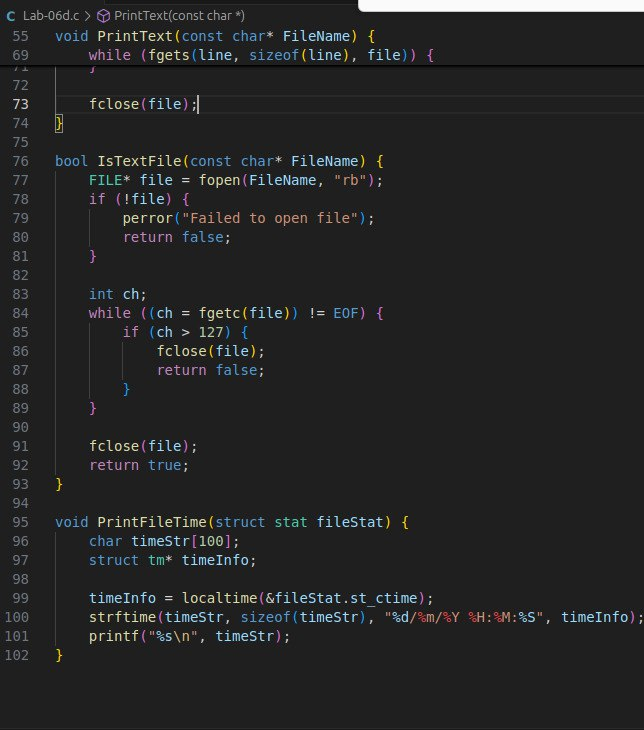 Lab-06d.c > PrintText(const char *)
55 void PrintText(const char* FileName) {
69 while (fgets(line, sizeof(line), file)) {
71 }
72
73 fclose(file);
74 }
75
76 bool IsTextFile(const char* FileName) {
77 FILE* file = fopen(FileName, "rb");
78 if (!file) {
79 perror("Failed to open file");
80 return false;
81 }
82
83 int ch;
84 while ((ch = fgetc(file)) != EOF) {
85 if (ch > 127) {
86 fclose(file);
87 return false;
88 }
89 }
90
91 fclose(file);
92 return true;
93 }
94
95 void PrintFileTime(struct stat fileStat) {
96 char timeStr[100];
97 struct tm* timeInfo;
98
99 timeInfo = localtime(&fileStat.st_ctime);
100 strftime(timeStr, sizeof(timeStr), "%d/%m/%Y %H:%M:%S", timeInfo);
101 printf("%s\n", timeStr);
102 }